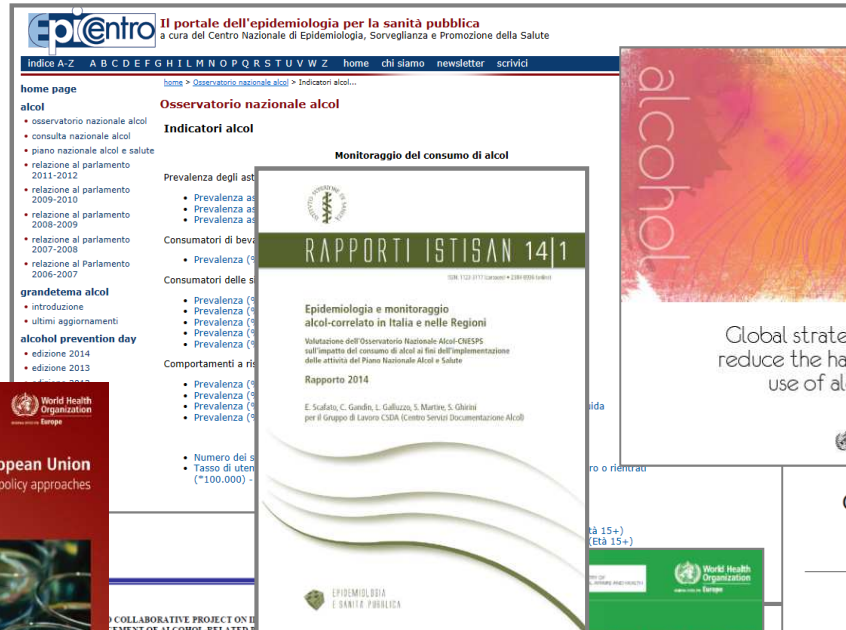 EpiCentro
Il portale dell'epidemiologia per la sanità pubblica
a cura del Centro Nazionale di Epidemiologia, Sorveglianza e Promozione della Salute
indice A-Z A B C D E F G H I L M N O P Q R S T U V W Z home chi siamo newsletter scrivici
home page
alcol
• osservatorio nazionale alcol
• consulta nazionale alcol
• piano nazionale alcol e salute
• relazione al parlamento
2011-2012
• relazione al parlamento
2009-2010
• relazione al parlamento
2008-2009
• relazione al parlamento
2007-2008
• relazione al Parlamento
2006-2007
grandetema alcol
• introduzione
• ultimi aggiornamenti
alcohol prevention day
• edizione 2014
• edizione 2013
home > Osservatorio nazionale alcol > Indicatori alcol...
Osservatorio nazionale alcol
Indicatori alcol
Monitoraggio del consumo di alcol
Prevalenza degli ast
• Prevalenza as
• Prevalenza as
• Prevalenza as
Consumatori di beva
• Prevalenza (%
Consumatori delle s
• Prevalenza (%
• Prevalenza (%
• Prevalenza (%
• Prevalenza (%
• Prevalenza (%
Comportamenti a ris
• Prevalenza (%
• Prevalenza (%
• Prevalenza (%
• Prevalenza (%
uida
• Numero dei s
• Tasso di uten
ro o rientrati
(*100.000) -
tà 15+)
(Età 15+)
RAPPORTI ISTISAN 14|1
Epidemiologia e monitoraggio
alcol-correlato in Italia e nelle Regioni
Valutazione dell'Osservatorio Nazionale Alcol-CNESPS
sull'impatto del consumo di alcol ai fini dell'implementazione
delle attività del Piano Nazionale Alcol e Salute
Rapporto 2014
E. Scafato, C. Gandin, L. Galluzzo, S. Martire, S. Ghirini
per il Gruppo di Lavoro CSDA (Centro Servizi Documentazione Alcol)
EPIDEMIOLOGIA
E SANITÀ PUBBLICA
alcohol
Global strate
reduce the ha
use of al
World Health
Organization
Europe
opean Union
policy approaches
COLLABORATIVE PROJECT ON
World Health
Organization
Europe